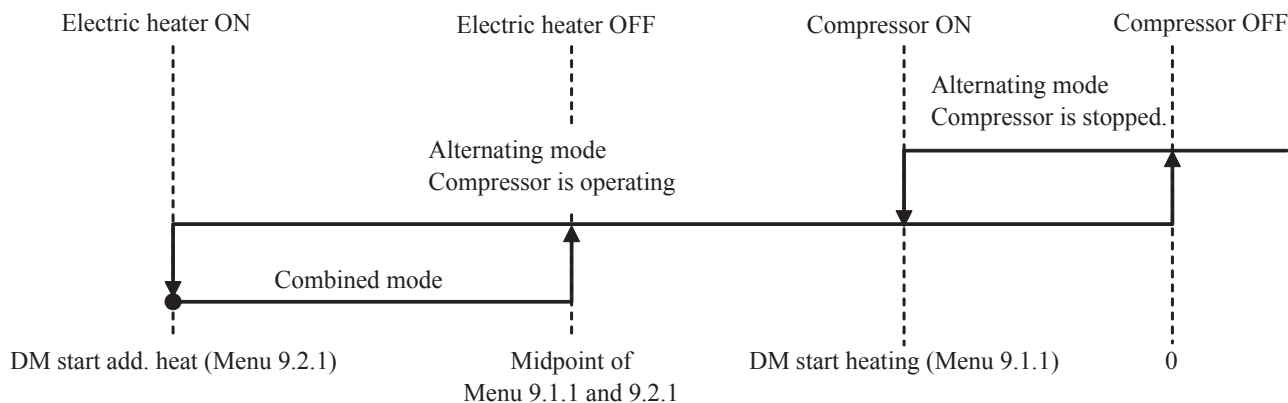 Electric heater ON
Electric heater OFF
Compressor ON
Compressor OFF
Alternating mode
Compressor is stopped.
Alternating mode
Compressor is operating
Combined mode
DM start add. heat (Menu 9.2.1)
Midpoint of
Menu 9.1.1 and 9.2.1
DM start heating (Menu 9.1.1)
0